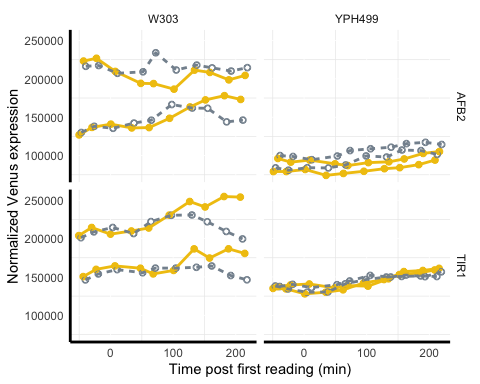 W303
YPH499
250000
200000
150000
100000
AFB2
250000
200000
150000
100000
TIR1
Normalized Venus expression
0
100
200
0
100
200
Time post first reading (min)